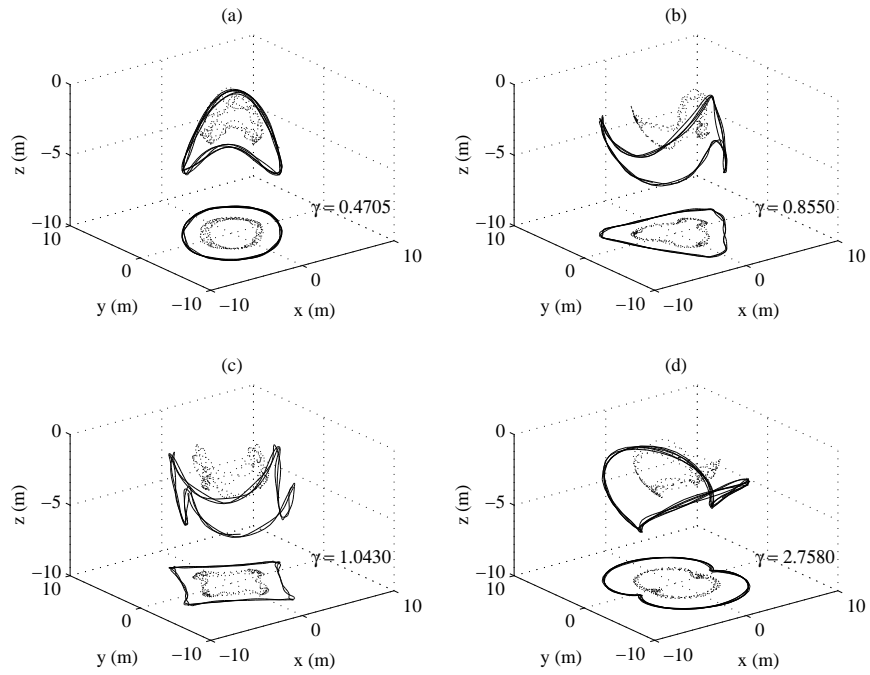 (a)
0
−5
−10
z (m)
10
0
−10
y (m)
−10
0
10
x (m)
γ = 0.4705
(b)
0
−5
−10
z (m)
10
0
−10
y (m)
−10
0
10
x (m)
γ = 0.8550
(c)
0
−5
−10
z (m)
10
0
−10
y (m)
−10
0
10
x (m)
γ = 1.0430
(d)
0
−5
−10
z (m)
10
0
−10
y (m)
−10
0
10
x (m)
γ = 2.7580